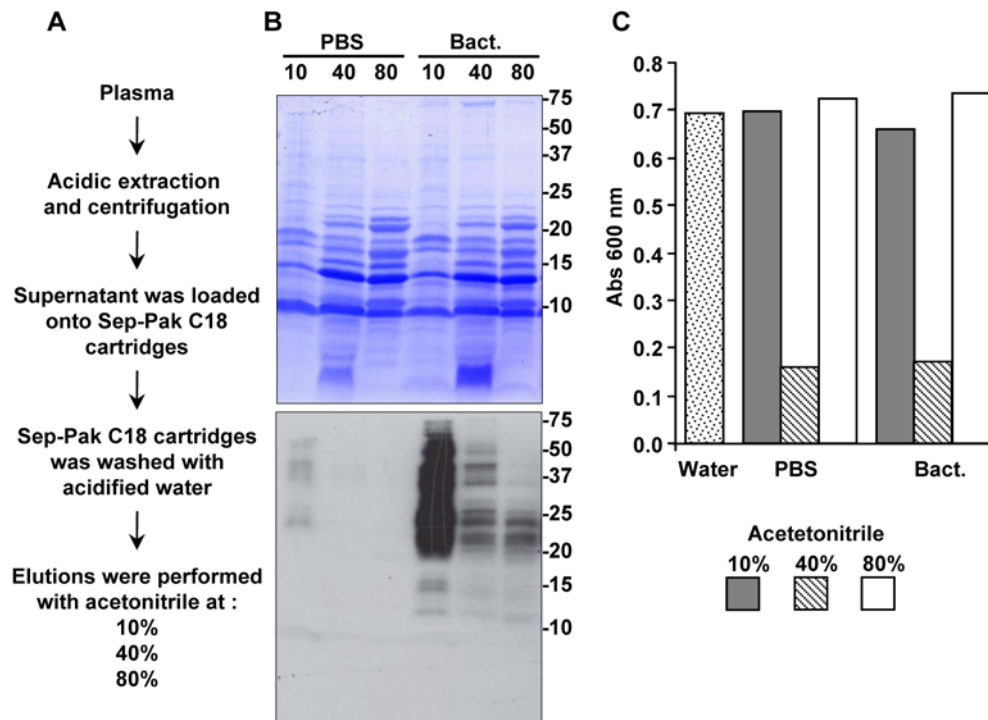 A
Plasma
Acidic extraction
and centrifugation
Supernatant was loaded
onto Sep-Pak C18
cartridges
Sep-Pak C18 cartridges
was washed with
acidified water
Elutions were performed
with acetonitrile at :
10%
40%
80%
B
PBS Bact.
10 40 80 10 40 80
-75
-50
-37
-25
-20
-15
-10
-75
-50
-37
-25
-20
-15
-10
C
Abs 600 nm
0.8
0.7
0.6
0.5
0.4
0.3
0.2
0.1
0.0
Water PBS Bact.
Acetetonitrile
10% 40% 80%